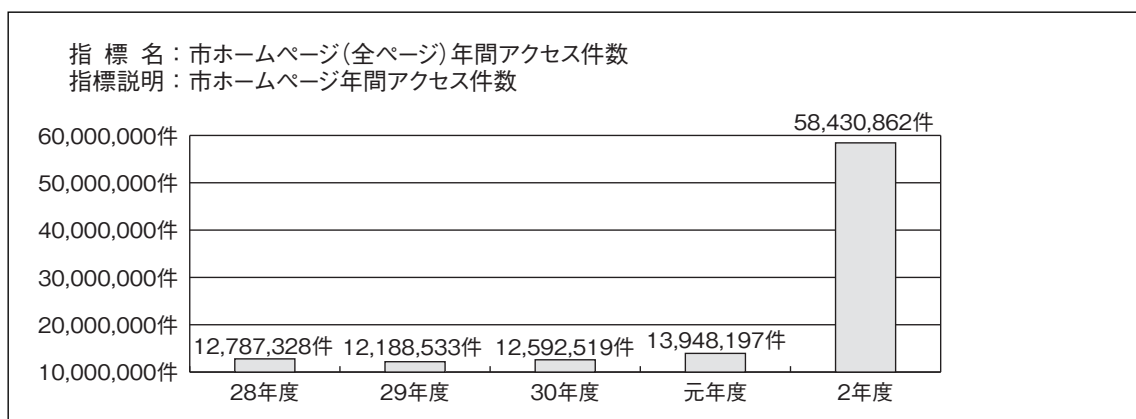 指 標 名：市ホームページ（全ページ）年間アクセス件数
指標説明：市ホームページ年間アクセス件数
60,000,000件
50,000,000件
40,000,000件
30,000,000件
20,000,000件
10,000,000件
12,787,328件
12,188,533件
12,592,519件
13,948,197件
58,430,862件
28年度
29年度
30年度
元年度
2年度